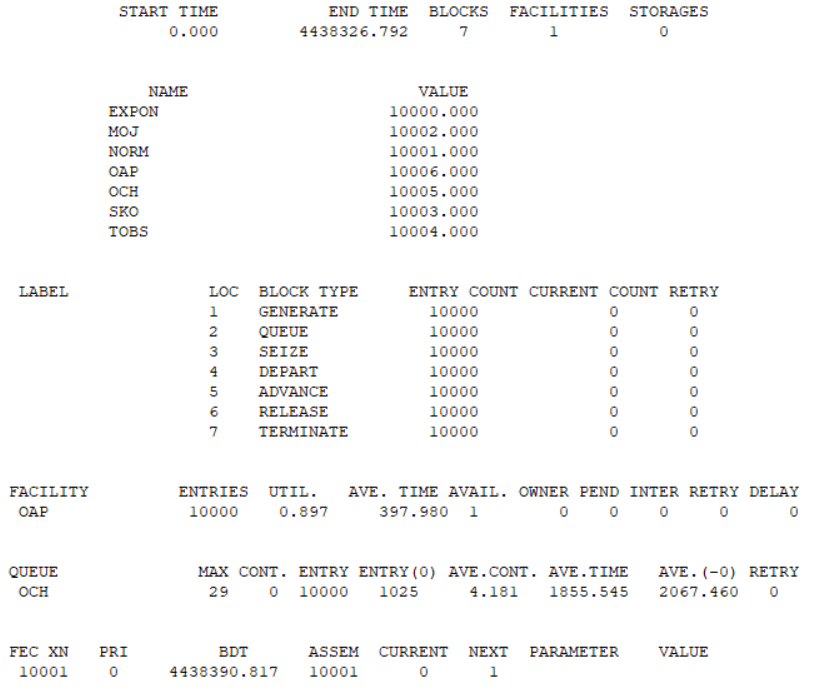 START TIME END TIME BLOCKS FACILITIES STORAGES
0.000 4438326.792 7 1 0
NAME VALUE
EXPON 10000.000
MOJ 10002.000
NORM 10001.000
OAP 10006.000
OCH 10005.000
SKO 10003.000
TOBS 10004.000
LABEL LOC BLOCK TYPE ENTRY COUNT CURRENT COUNT RETRY
1 GENERATE 10000 0 0
2 QUEUE 10000 0 0
3 SEIZE 10000 0 0
4 DEPART 10000 0 0
5 ADVANCE 10000 0 0
6 RELEASE 10000 0 0
7 TERMINATE 10000 0 0
FACILITY ENTRIES UTIL. AVE. TIME AVAIL. OWNER PEND INTER RETRY DELAY
OAP 10000 0.897 397.980 1 0 0 0 0 0
QUEUE MAX CONT. ENTRY ENTRY(0) AVE.CONT. AVE.TIME AVE.(-0) RETRY
OCH 29 0 10000 1025 4.181 1855.545 2067.460 0
FEC XN PRI BDT ASSEM CURRENT NEXT PARAMETER VALUE
10001 0 4438390.817 10001 0 1